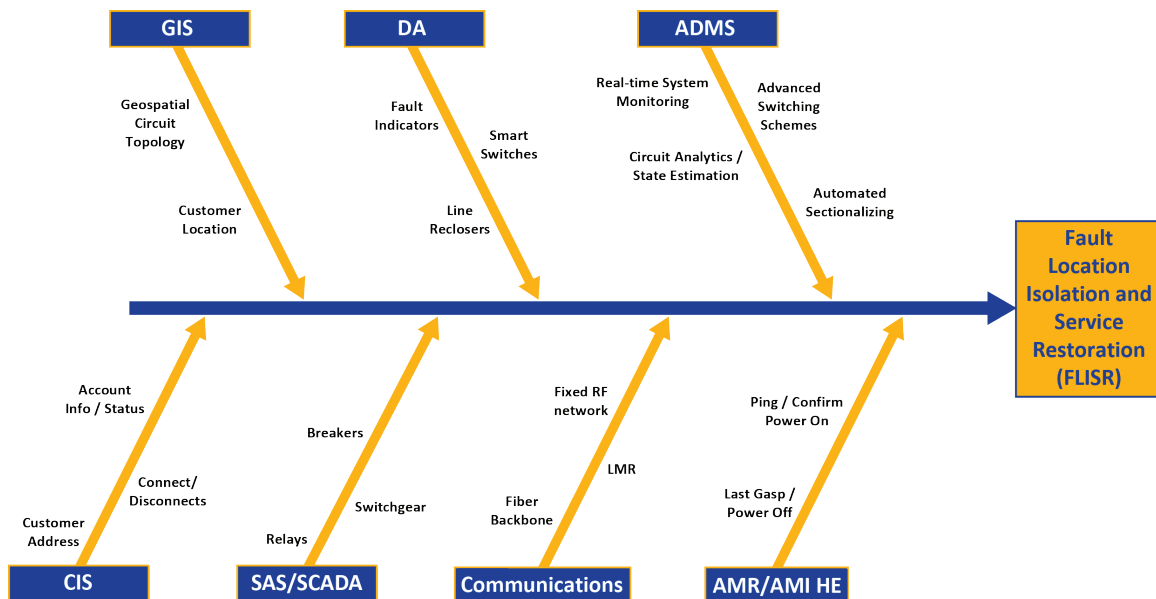 GIS
DA
ADMS
Geospatial
Circuit
Topology
Customer
Location
Fault
Indicators
Smart
Switches
Line
Reclosers
Real-time System
Monitoring
Advanced
Switching
Schemes
Circuit Analytics /
State Estimation
Automated
Sectionalizing
Fault
Location
Isolation and
Service
Restoration
(FLISR)
Account
Info / Status
Connect/
Disconnects
Customer
Address
Breakers
Switchgear
Relays
Fixed RF
network
LMR
Fiber
Backbone
Ping / Confirm
Power On
Last Gasp /
Power Off
CIS
SAS/SCADA
Communications
AMR/AMI HE